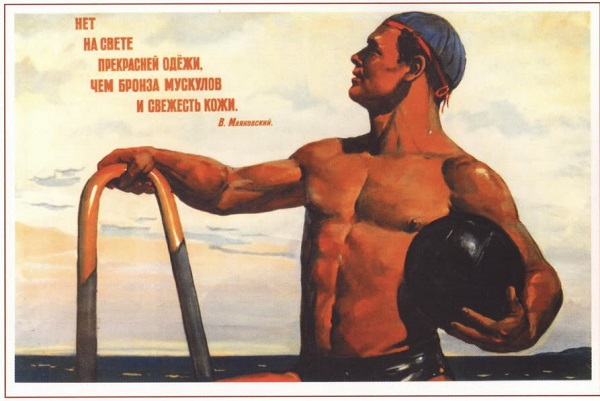 НЕТ
НА СВЕТЕ
ПРЕКРАСНЕЙ ОДЁЖИ,
ЧЕМ БРОНЗА МУСКУЛОВ
И СВЕЖЕСТЬ КОЖИ.
В. Маяковский.